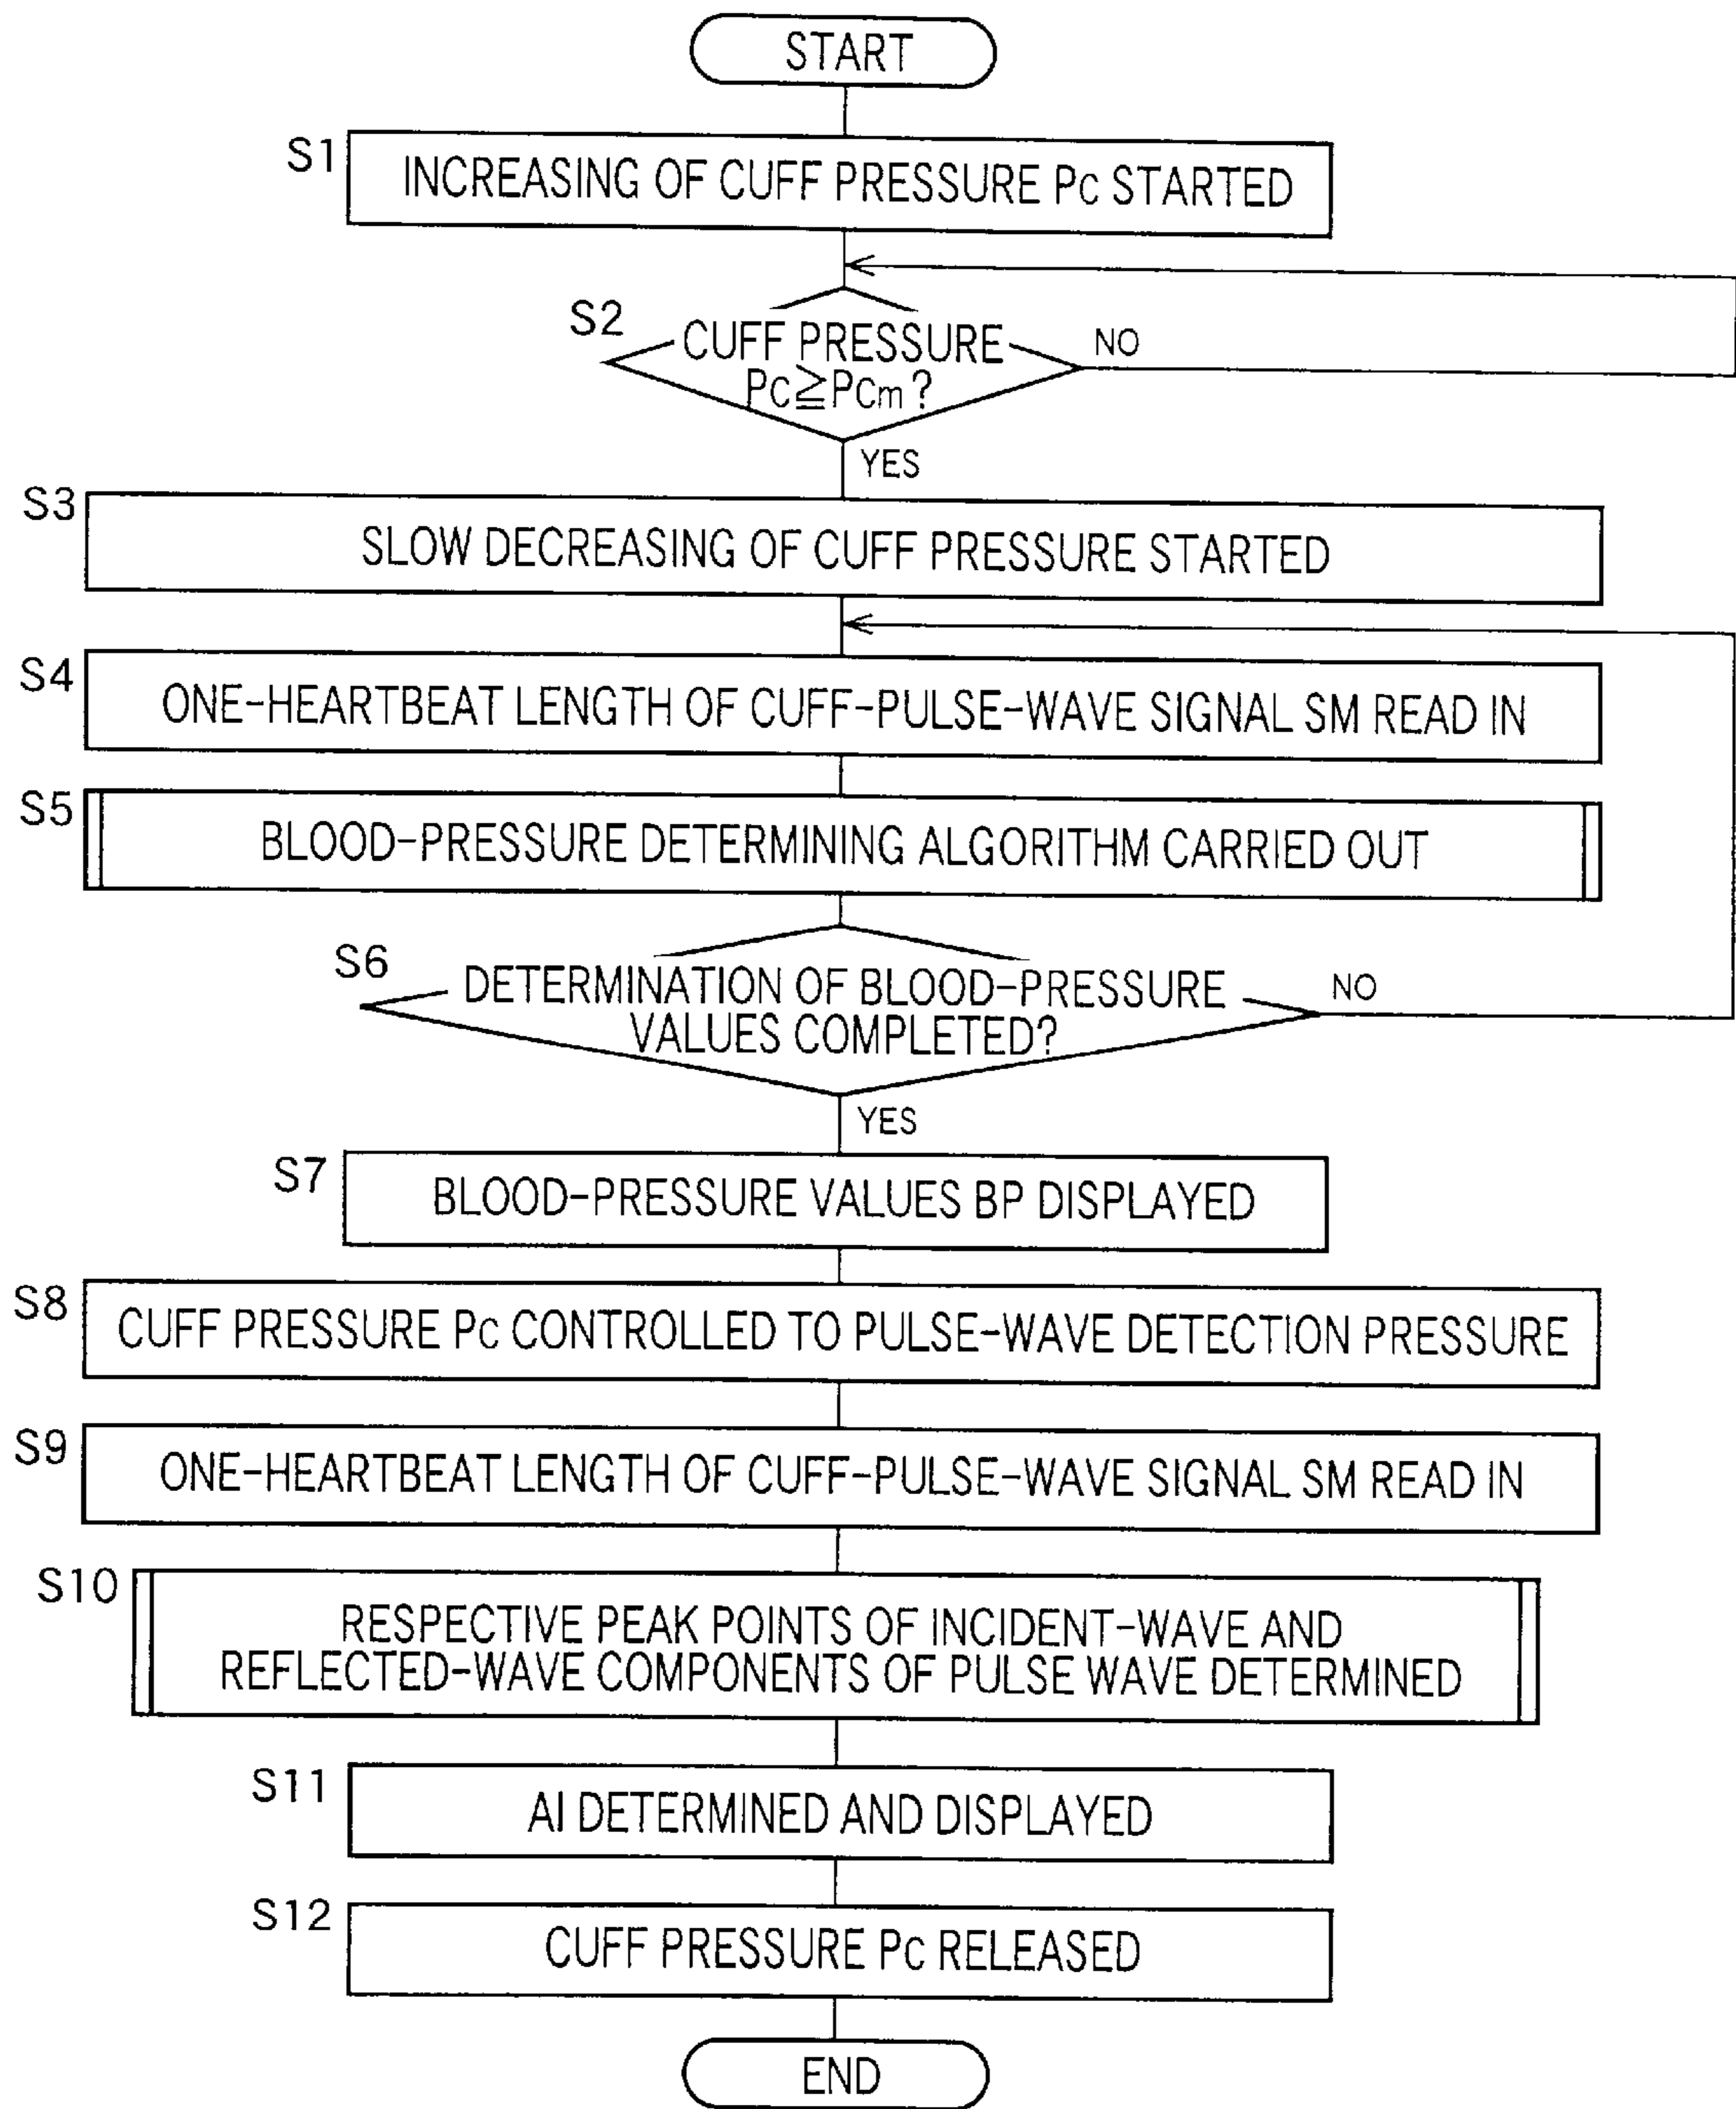 START
S1
INCREASING OF CUFF PRESSURE Pc STARTED
S2
CUFF PRESSURE
Pc≧Pcm?
NO
YES
S3
SLOW DECREASING OF CUFF PRESSURE STARTED
S4
ONE-HEARTBEAT LENGTH OF CUFF-PULSE-WAVE SIGNAL SM READ IN
S5
BLOOD-PRESSURE DETERMINING ALGORITHM CARRIED OUT
S6
DETERMINATION OF BLOOD-PRESSURE
VALUES COMPLETED?
NO
YES
S7
BLOOD-PRESSURE VALUES BP DISPLAYED
S8
CUFF PRESSURE Pc CONTROLLED TO PULSE-WAVE DETECTION PRESSURE
S9
ONE-HEARTBEAT LENGTH OF CUFF-PULSE-WAVE SIGNAL SM READ IN
S10
RESPECTIVE PEAK POINTS OF INCIDENT-WAVE AND
REFLECTED-WAVE COMPONENTS OF PULSE WAVE DETERMINED
S11
AI DETERMINED AND DISPLAYED
S12
CUFF PRESSURE Pc RELEASED
END